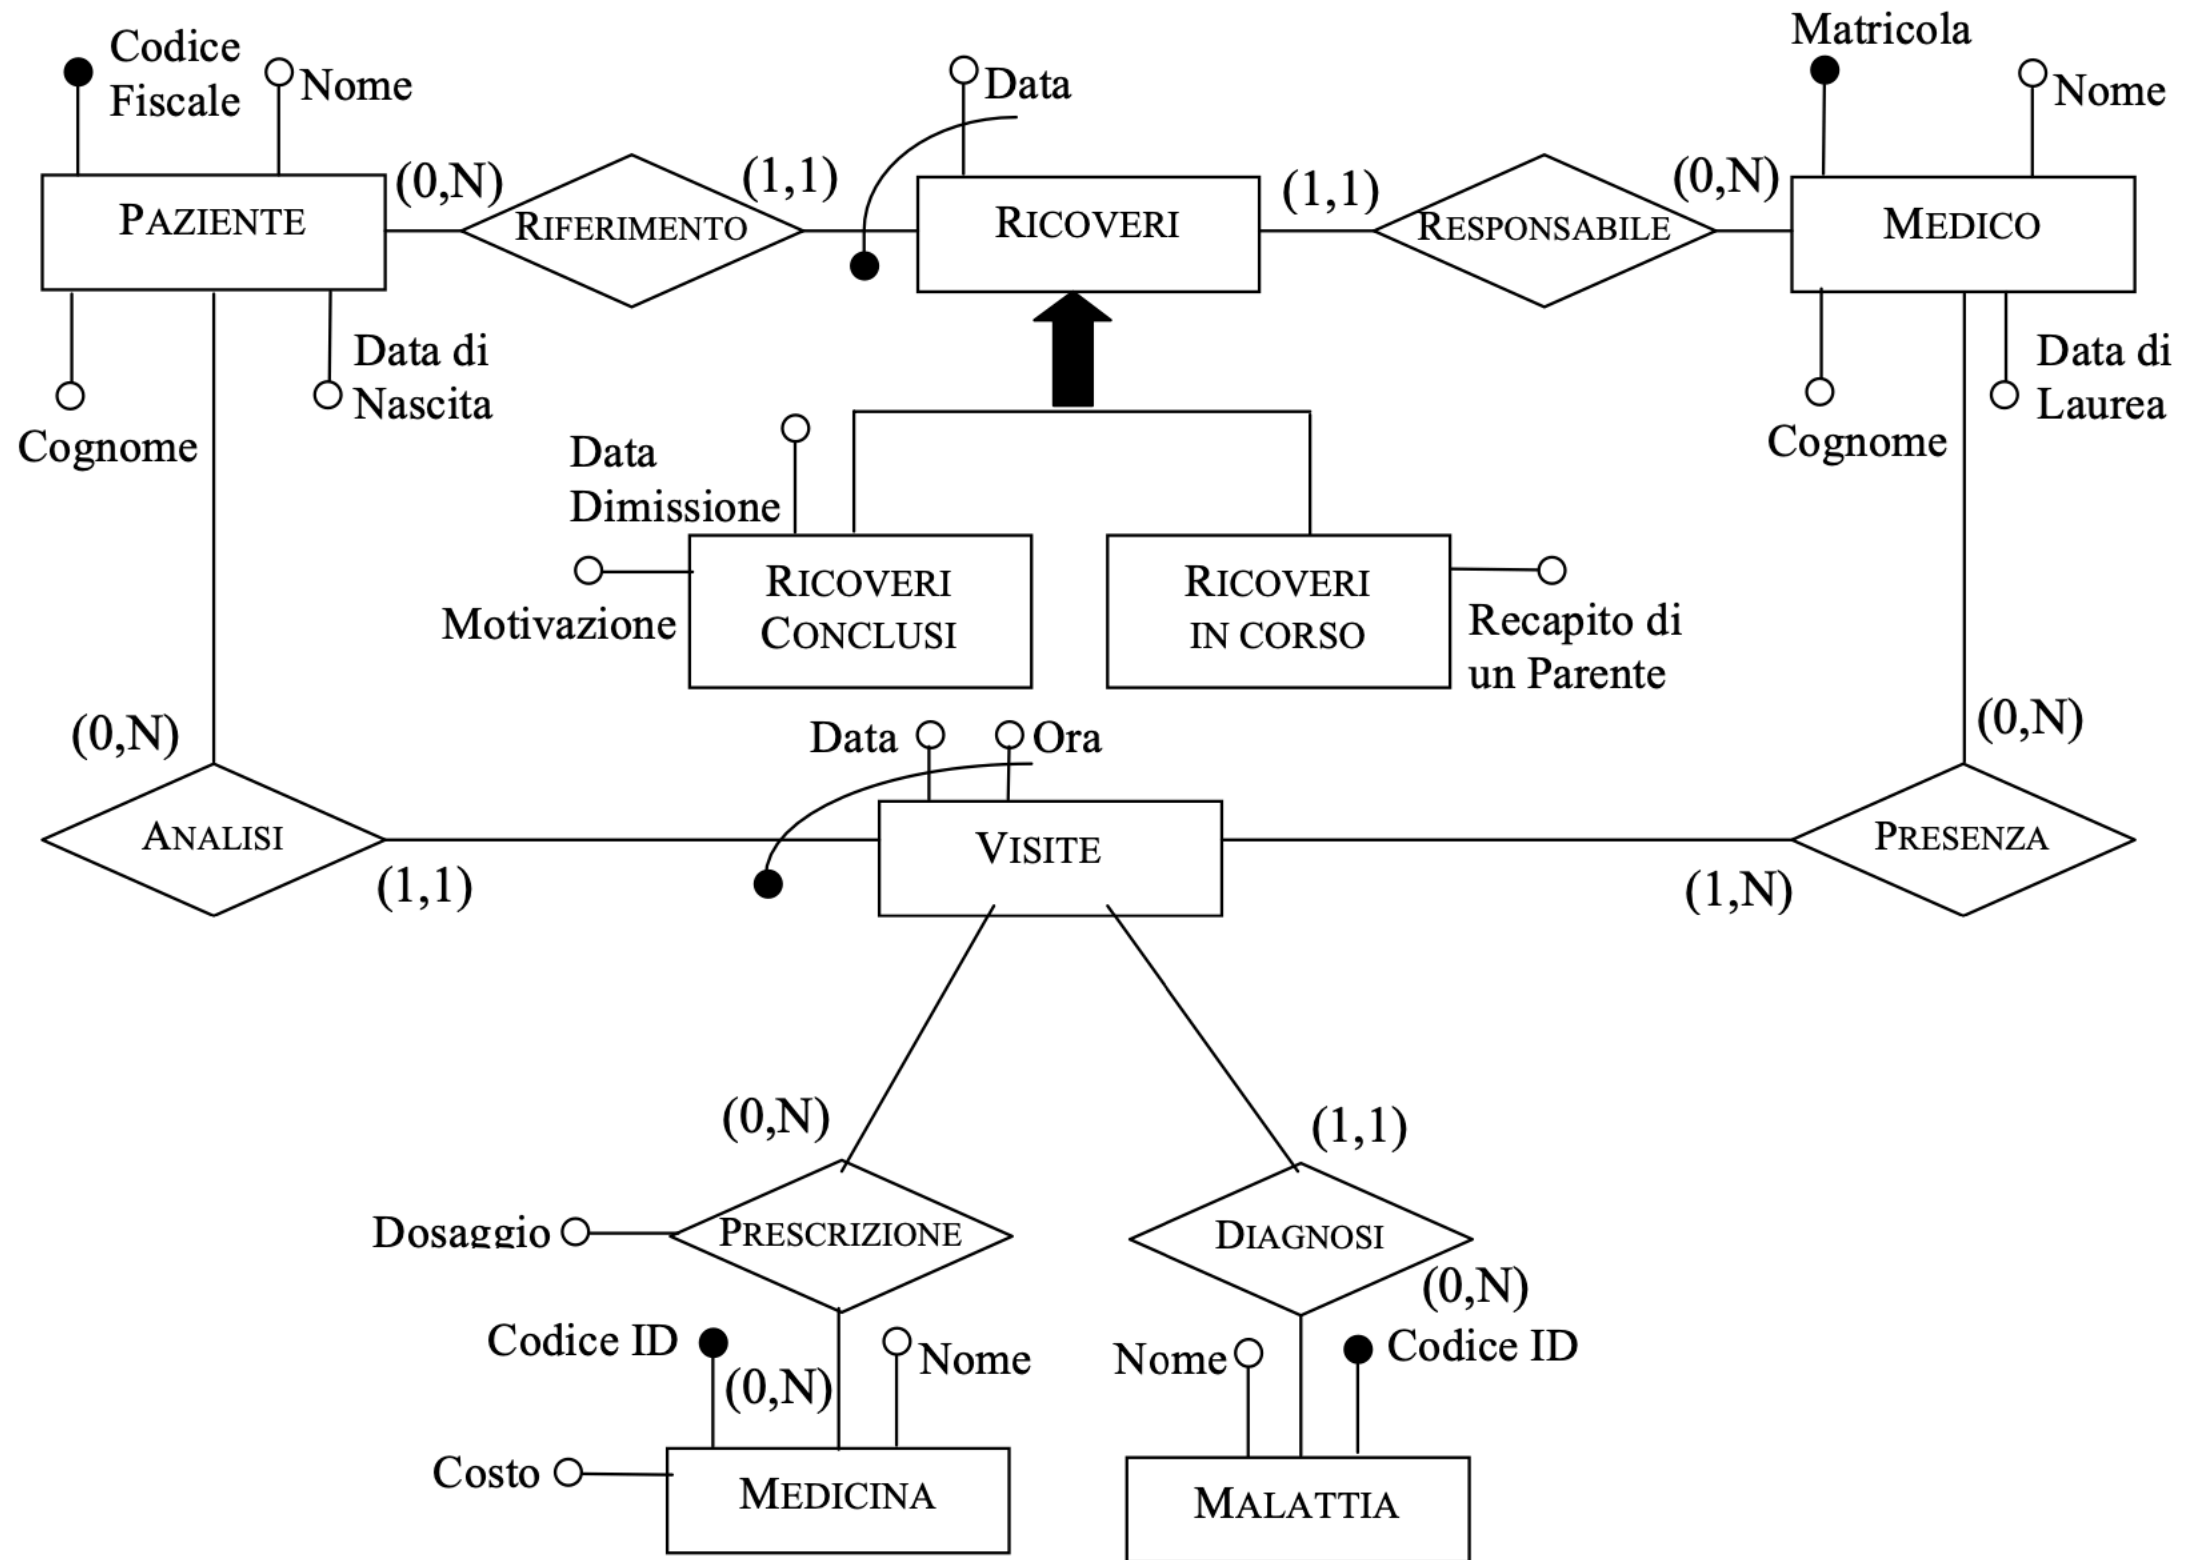 Codice
Fiscale
Nome
Data
Matricola
Nome
(0,N)
(1,1)
(1,1)
(0,N)
PAZIENTE
RIFERIMENTO
RICOVERI
RESPONSABILE
MEDICO
Cognome
Data di
Nascita
Cognome
Data di
Laurea
Data
Dimissione
Motivazione
RICOVERI
CONCLUSI
RICOVERI
IN CORSO
Recapito di
un Parente
(0,N)
Data
Ora
(0,N)
ANALISI
(1,1)
VISITE
PRESENZA
(1,N)
(0,N)
(1,1)
Dosaggio
PRESCRIZIONE
DIAGNOSI
(0,N)
Codice ID
(0,N)
Nome
Nome
Codice ID
Costo
MEDICINA
MALATTIA